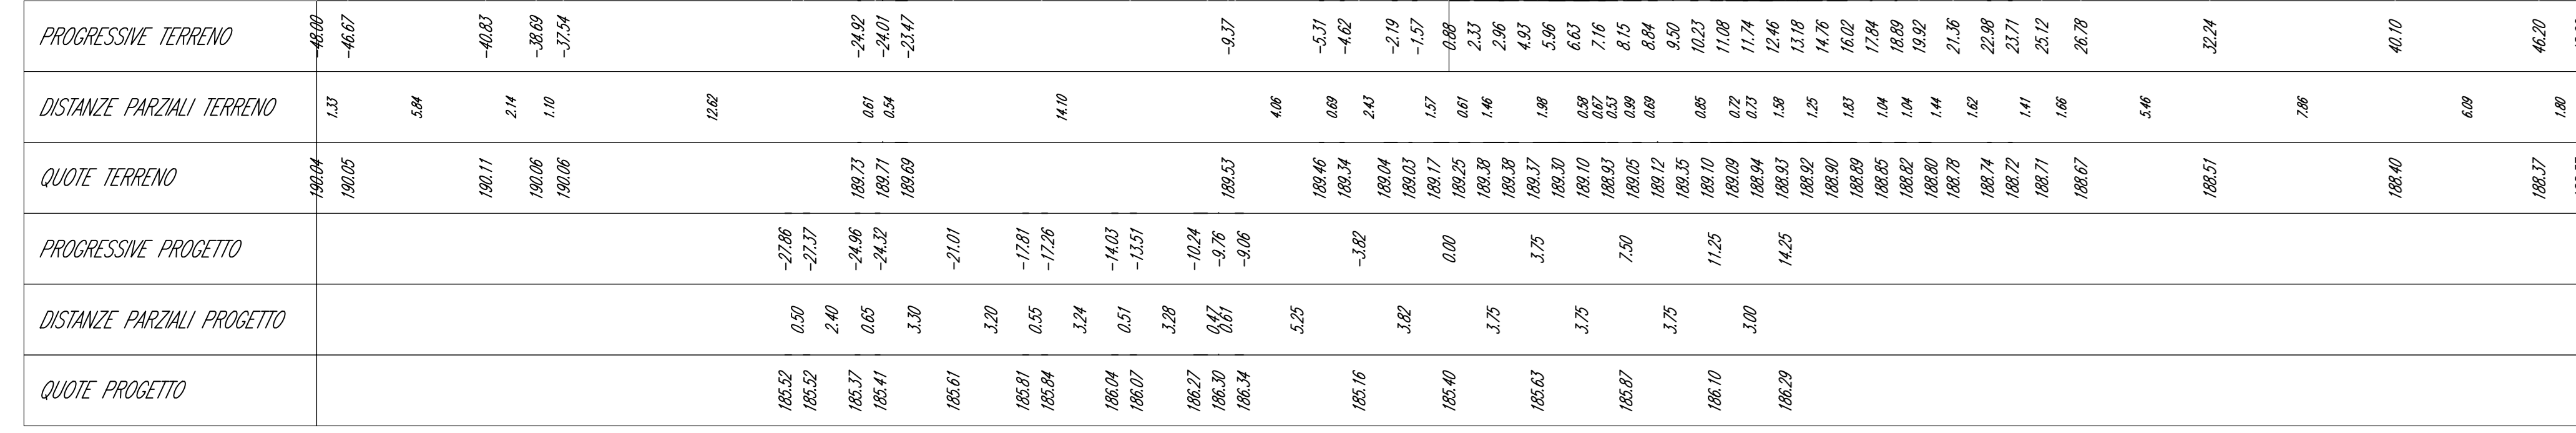 PROGRESSIVE TERRENO -48.00 -46.67 -40.83 -38.69 -37.54 -24.92 -24.01 -23.47 -9.37 -5.31 -4.62 -2.19 -1.57 0.88 2.33 2.96 4.93 5.96 6.63 7.16 8.15 8.84 9.50 10.23 11.08 11.74 12.46 13.18 14.76 16.02 17.84 18.89 19.92 21.36 22.98 23.71 25.12 26.78 32.24 40.10 46.20
DISTANZE PARZIALI TERRENO 1.33 5.84 2.14 1.10 12.62 0.61 0.54 14.10 4.06 0.69 2.43 1.57 0.61 1.46 1.98 0.58 0.67 0.53 0.99 0.69 0.85 0.72 0.73 1.58 1.25 1.83 1.04 1.04 1.44 1.62 1.41 1.66 5.46 7.86 6.09 1.80
QUOTE TERRENO 190.04 190.05 190.11 190.06 190.06 189.73 189.71 189.69 189.53 189.46 189.34 189.04 189.03 189.17 189.25 189.38 189.38 189.37 189.30 189.10 188.93 189.05 189.12 189.35 189.10 189.09 188.94 188.93 188.92 188.90 188.89 188.85 188.82 188.80 188.78 188.74 188.72 188.71 188.67 188.51 188.40 188.37
PROGRESSIVE PROGETTO -27.86 -27.37 -24.96 -24.32 -21.01 -17.81 -17.26 -14.03 -13.51 -10.24 -9.76 -9.06 -3.82 0.00 3.75 7.50 11.25 14.25
DISTANZE PARZIALI PROGETTO 0.50 2.40 0.65 3.30 3.20 0.55 3.24 0.51 3.28 0.47 0.61 5.25 3.82 3.75 3.75 3.75 3.00
QUOTE PROGETTO 185.52 185.52 185.37 185.41 185.61 185.81 185.84 186.04 186.07 186.27 186.30 186.34 185.16 185.40 185.63 185.87 186.10 186.29